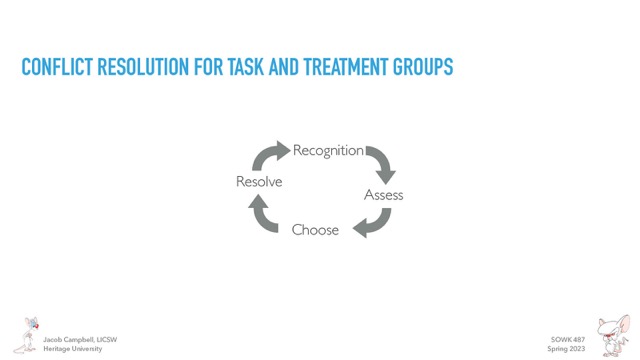 CONFLICT RESOLUTION FOR TASK AND TREATMENT GROUPS
Recognition
Resolve
Assess
Choose
Jacob Campbell, LICSW
Heritage University
SOWK 487
Spring 2023